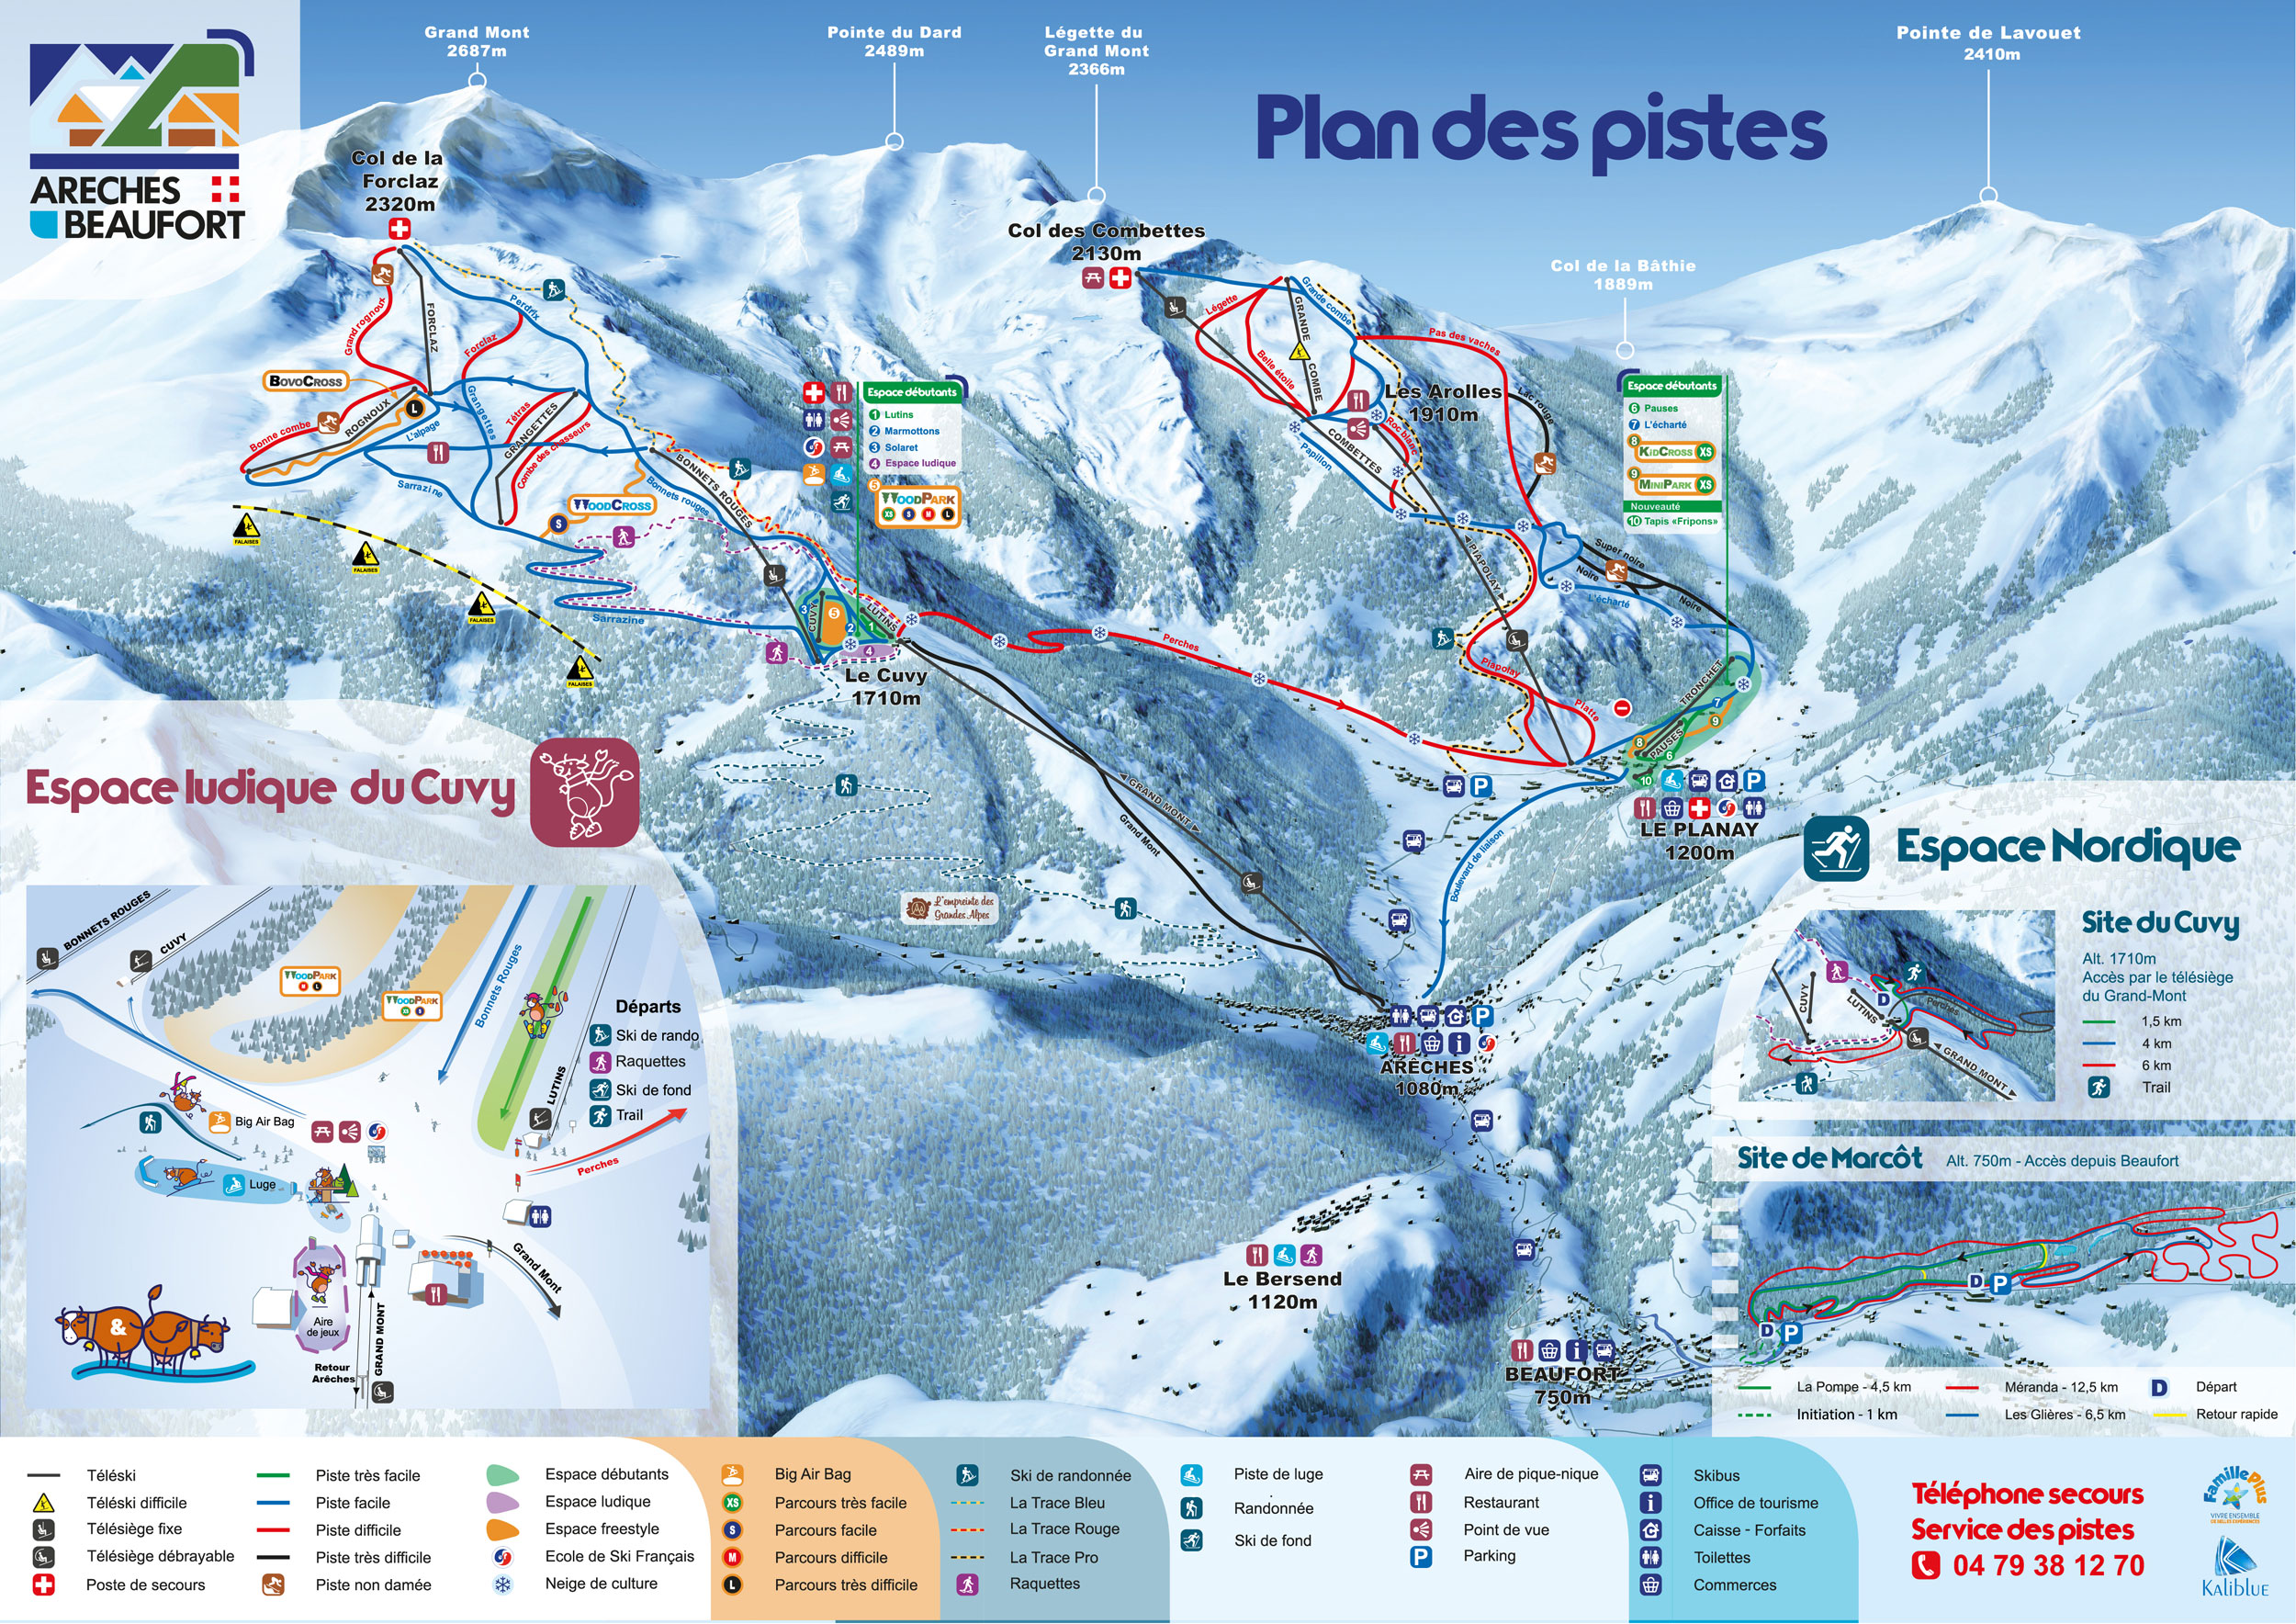 ARECHES
BEAUFORT
Plan des pistes
Grand Mont
2687m
Pointe du Dard
2489m
Légette du
Grand Mont
2366m
Pointe de Lavouet
2410m
Col de la
Forclaz
2320m
Col des Combettes
2130m
Col de la Bâthie
1889m
Grand rognoux
FORCLAZ
Perdrix
Forclaz
BOVOCROSS
L
ROGNOUX
Bonne combe
L'alpage
Grangettes
Tétras
GRANGETTES
Combe des chasseurs
Sarrazine
WOODCROSS
S
Bonnets rouges
BONNETS ROUGES
FALAISES
FALAISES
FALAISES
FALAISES
Sarrazine
Espace débutants
1 Lutins
2 Marmottons
3 Solaret
4 Espace ludique
5
WOODPARK
XS S M L
3
CUVY
5
2
1
LUTINS
4
Le Cuvy
1710m
Légette
Belle étoile
GRANDE COMBE
Grande combe
Pas des vaches
Les Arolles
1910m
Lac rouge
Roc blanc
COMBETTES
Papillon
PIAPOLAY
Super noire
Noire
Noire
L'écharté
Piapolay
Platre
Perches
Espace débutants
6 Pauses
7 L'écharté
8
KIDCROSS XS
9
MINIPARK XS
Nouveauté
10 Tapis «Fripons»
TRONCHET
7
9
8
PAUSES
6
10
P
P
LE PLANAY
1200m
GRAND MONT
Grand Mont
Boulevard de liaison
L'empreinte des
Grandes Alpes
P
i
ARÊCHES
1080m
Le Bersend
1120m
i
BEAUFORT
750m
Espace ludique du Cuvy
BONNETS ROUGES
CUVY
WOODPARK
M L
WOODPARK
XS S
Bonnets Rouges
LUTINS
Départs
Ski de rando
Raquettes
Ski de fond
Trail
Perches
Big Air Bag
Luge
Grand Mont
Aire
de jeux
Retour
Arêches
GRAND MONT
&
Espace Nordique
Site du Cuvy
Alt. 1710m
Accès par le télésiège
du Grand-Mont
1,5 km
4 km
6 km
Trail
CUVY
LUTINS
D
Perches
GRAND MONT
Site de Marcôt
Alt. 750m - Accès depuis Beaufort
D P
D P
La Pompe - 4,5 km
Méranda - 12,5 km
D Départ
Initiation - 1 km
Les Glières - 6,5 km
Retour rapide
Téléski
Téléski difficile
Télésiège fixe
Télésiège débrayable
Poste de secours
Piste très facile
Piste facile
Piste difficile
Piste très difficile
Piste non damée
Espace débutants
Espace ludique
Espace freestyle
Ecole de Ski Français
Neige de culture
Big Air Bag
XS Parcours très facile
S Parcours facile
M Parcours difficile
L Parcours très difficile
Ski de randonnée
La Trace Bleu
La Trace Rouge
La Trace Pro
Raquettes
Piste de luge
Randonnée
Ski de fond
Aire de pique-nique
Restaurant
Point de vue
P Parking
Skibus
i Office de tourisme
Caisse - Forfaits
Toilettes
Commerces
Téléphone secours
Service des pistes
04 79 38 12 70
Famille Plus
VIVRE ENSEMBLE
KALIBLUE